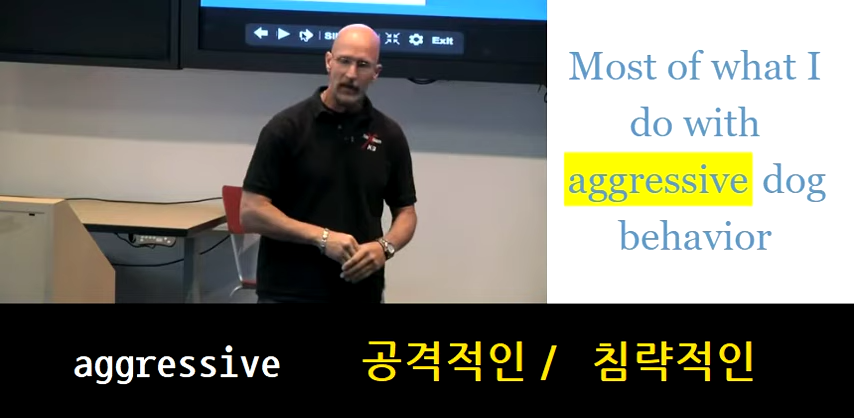 Exit
Most of what I
do with
aggressive dog
behavior
aggressive 공격적인 / 침략적인